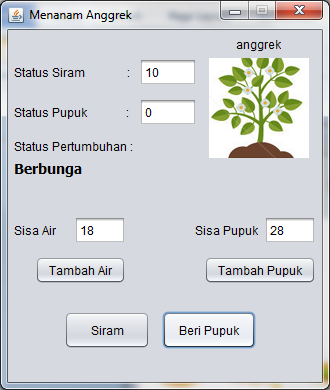 Menanam Anggrek
anggrek
Status Siram : 10
Status Pupuk : 0
Status Pertumbuhan :
Berbunga
Sisa Air 18 Sisa Pupuk 28
Tambah Air Tambah Pupuk
Siram Beri Pupuk